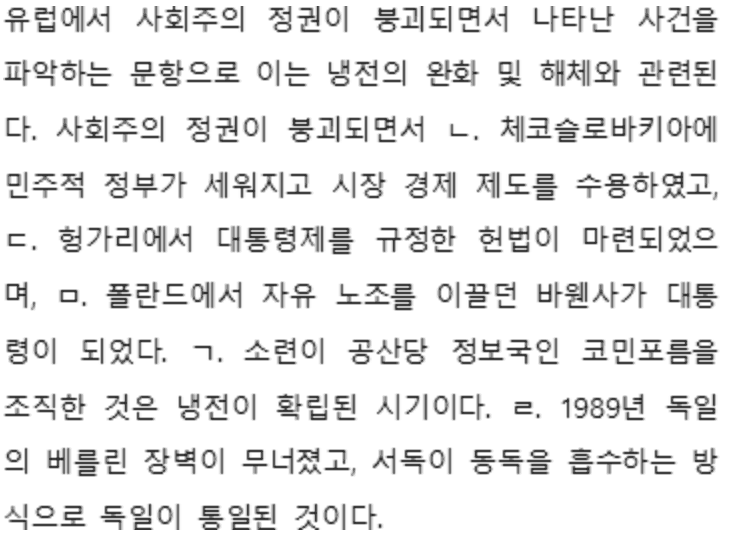 유럽에서 사회주의 정권이 붕괴되면서 나타난 사건을
파악하는 문항으로 이는 냉전의 완화 및 해체와 관련된
다. 사회주의 정권이 붕괴되면서 ㄴ. 체코슬로바키아에
민주적 정부가 세워지고 시장 경제 제도를 수용하였고,
ㄷ. 헝가리에서 대통령제를 규정한 헌법이 마련되었으
며, ㅁ. 폴란드에서 자유 노조를 이끌던 바웬사가 대통
령이 되었다. ㄱ. 소련이 공산당 정보국인 코민포름을
조직한 것은 냉전이 확립된 시기이다. ㄹ. 1989년 독일
의 베를린 장벽이 무너졌고, 서독이 동독을 흡수하는 방
식으로 독일이 통일된 것이다.